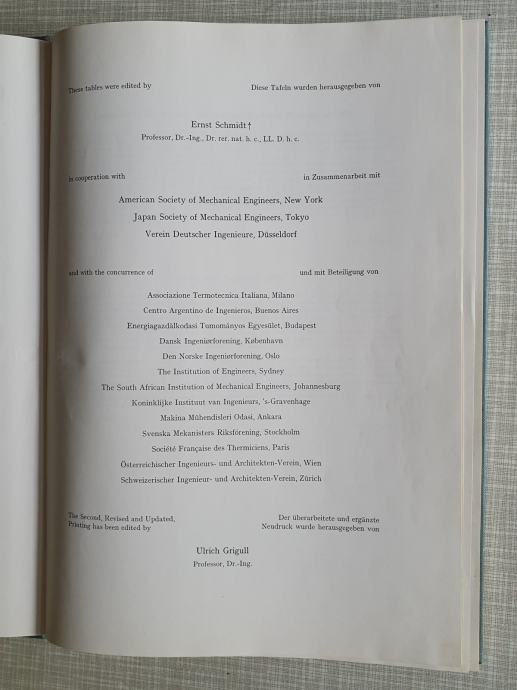 These tables were edited by
Diese Tafeln wurden herausgegeben von
Ernst Schmidt†
Professor, Dr.-Ing., Dr. rer. nat. h. c., LL. D. h. c.
in cooperation with
in Zusammenarbeit mit
American Society of Mechanical Engineers, New York
Japan Society of Mechanical Engineers, Tokyo
Verein Deutscher Ingenieure, Düsseldorf
and with the concurrence of
und mit Beteiligung von
Associazione Termotecnica Italiana, Milano
Centro Argentino de Ingenieros, Buenos Aires
Energiagazdálkodasi Tumományos Egyesület, Budapest
Dansk Ingeniørforening, København
Den Norske Ingeniørforening, Oslo
The Institution of Engineers, Sydney
The South African Institution of Mechanical Engineers, Johannesburg
Koninklijke Instituut van Ingenieurs, 's-Gravenhage
Makina Mühendisleri Odasi, Ankara
Svenska Mekanisters Riksförening, Stockholm
Société Française des Thermiciens, Paris
Österreichischer Ingenieurs- und Architekten-Verein, Wien
Schweizerischer Ingenieur- und Architekten-Verein, Zürich
The Second, Revised and Updated,
Printing has been edited by
Der überarbeitete und ergänzte
Neudruck wurde herausgegeben von
Ulrich Grigull
Professor, Dr.-Ing.